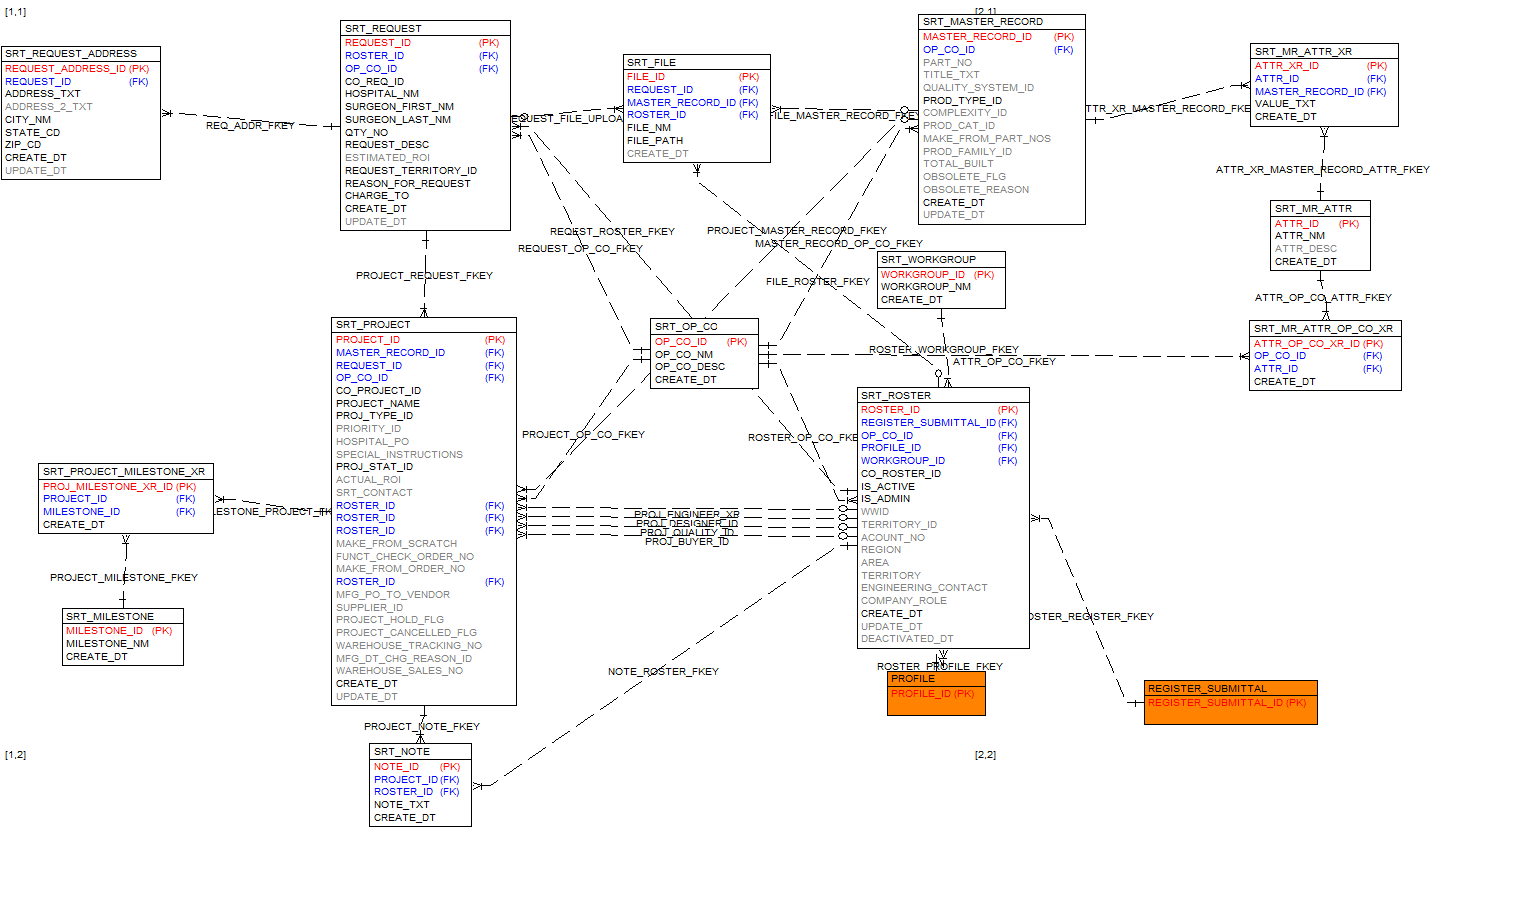 [1,1]
[2,1]
SRT_REQUEST_ADDRESS
REQUEST_ADDRESS_ID (PK)
REQUEST_ID (FK)
ADDRESS_TXT
ADDRESS_2_TXT
CITY_NM
STATE_CD
ZIP_CD
CREATE_DT
UPDATE_DT
REQ_ADDR_FKEY
SRT_REQUEST
REQUEST_ID (PK)
ROSTER_ID (FK)
OP_CO_ID (FK)
CO_REQ_ID
HOSPITAL_NM
SURGEON_FIRST_NM
SURGEON_LAST_NM
QTY_NO
REQUEST_DESC
ESTIMATED_ROI
REQUEST_TERRITORY_ID
REASON_FOR_REQUEST
CHARGE_TO
CREATE_DT
UPDATE_DT
EQUEST_FILE_UPLOA
SRT_FILE
FILE_ID (PK)
REQUEST_ID (FK)
MASTER_RECORD_ID (FK)
ROSTER_ID (FK)
FILE_NM
FILE_PATH
CREATE_DT
FILE_MASTER_RECORD_FKEY
SRT_MASTER_RECORD
MASTER_RECORD_ID (PK)
OP_CO_ID (FK)
PART_NO
TITLE_TXT
QUALITY_SYSTEM_ID
PROD_TYPE_ID
COMPLEXITY_ID
PROD_CAT_ID
MAKE_FROM_PART_NOS
PROD_FAMILY_ID
TOTAL_BUILT
OBSOLETE_FLG
OBSOLETE_REASON
CREATE_DT
UPDATE_DT
TTR_XR_MASTER_RECORD_FKE
SRT_MR_ATTR_XR
ATTR_XR_ID (PK)
ATTR_ID (FK)
MASTER_RECORD_ID (FK)
VALUE_TXT
CREATE_DT
ATTR_XR_MASTER_RECORD_ATTR_FKEY
SRT_MR_ATTR
ATTR_ID (PK)
ATTR_NM
ATTR_DESC
CREATE_DT
ATTR_OP_CO_ATTR_FKEY
SRT_MR_ATTR_OP_CO_XR
ATTR_OP_CO_XR_ID (PK)
OP_CO_ID (FK)
ATTR_ID (FK)
CREATE_DT
REQUEST_ROSTER_FKEY
REQUEST_OP_CO_FKEY
PROJECT_MASTER_RECORD_FKEY
MASTER_RECORD_OP_CO_FKEY
FILE_ROSTER_FKEY
SRT_WORKGROUP
WORKGROUP_ID (PK)
WORKGROUP_NM
CREATE_DT
PROJECT_REQUEST_FKEY
SRT_OP_CO
OP_CO_ID (PK)
OP_CO_NM
OP_CO_DESC
CREATE_DT
ROSTER_WORKGROUP_FKEY
ATTR_OP_CO_FKEY
SRT_PROJECT
PROJECT_ID (PK)
MASTER_RECORD_ID (FK)
REQUEST_ID (FK)
OP_CO_ID (FK)
CO_PROJECT_ID
PROJECT_NAME
PROJ_TYPE_ID
PRIORITY_ID
HOSPITAL_PO
SPECIAL_INSTRUCTIONS
PROJ_STAT_ID
ACTUAL_ROI
SRT_CONTACT
ROSTER_ID (FK)
ROSTER_ID (FK)
ROSTER_ID (FK)
MAKE_FROM_SCRATCH
FUNCT_CHECK_ORDER_NO
MAKE_FROM_ORDER_NO
ROSTER_ID (FK)
MFG_PO_TO_VENDOR
SUPPLIER_ID
PROJECT_HOLD_FLG
PROJECT_CANCELLED_FLG
WAREHOUSE_TRACKING_NO
MFG_DT_CHG_REASON_ID
WAREHOUSE_SALES_NO
CREATE_DT
UPDATE_DT
PROJECT_OP_CO_FKEY
ROSTER_OP_CO_FKE
PROJ_ENGINEER_XR
PROJ_DESIGNER_ID
PROJ_QUALITY_ID
PROJ_BUYER_ID
SRT_ROSTER
ROSTER_ID (PK)
REGISTER_SUBMITTAL_ID (FK)
OP_CO_ID (FK)
PROFILE_ID (FK)
WORKGROUP_ID (FK)
CO_ROSTER_ID
IS_ACTIVE
IS_ADMIN
WWID
TERRITORY_ID
ACOUNT_NO
REGION
AREA
TERRITORY
ENGINEERING_CONTACT
COMPANY_ROLE
CREATE_DT
UPDATE_DT
DEACTIVATED_DT
SRT_PROJECT_MILESTONE_XR
PROJ_MILESTONE_XR_ID (PK)
PROJECT_ID (FK)
MILESTONE_ID (FK)
CREATE_DT
LESTONE_PROJECT_FK
PROJECT_MILESTONE_FKEY
SRT_MILESTONE
MILESTONE_ID (PK)
MILESTONE_NM
CREATE_DT
OSTER_REGISTER_FKEY
NOTE_ROSTER_FKEY
ROSTER_PROFILE_FKEY
PROFILE
PROFILE_ID (PK)
REGISTER_SUBMITTAL
REGISTER_SUBMITTAL_ID (PK)
PROJECT_NOTE_FKEY
SRT_NOTE
NOTE_ID (PK)
PROJECT_ID (FK)
ROSTER_ID (FK)
NOTE_TXT
CREATE_DT
[1,2]
[2,2]